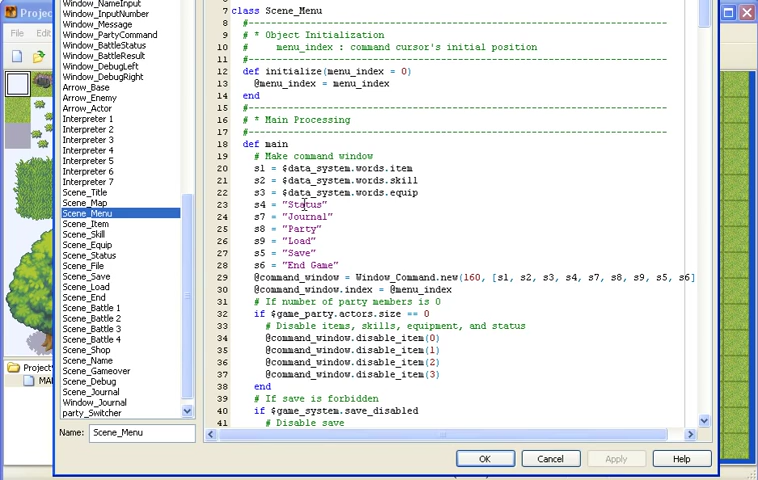 Projec
File
Window_NameInput
Window_InputNumber
Window_Message
Window_PartyCommand
Window_BattleStatus
Window_BattleResult
Window_DebugLeft
Window_DebugRight
Arrow_Base
Arrow_Enemy
Arrow_Actor
Interpreter 1
Interpreter 2
Interpreter 3
Interpreter 4
Interpreter 5
Interpreter 6
Interpreter 7
Scene_Title
Scene_Map
Scene_Menu
Scene_Item
Scene_Skill
Scene_Equip
Scene_Status
Scene_File
Scene_Save
Scene_Load
Scene_End
Scene_Battle 1
Scene_Battle 2
Scene_Battle 3
Scene_Battle 4
Scene_Shop
Scene_Name
Scene_Gameover
Scene_Debug
Scene_Journal
Window_Journal
party_Switcher
Name: Scene_Menu
Project
MA
7 class Scene_Menu
8 #--------------------------------------------------------------------------
9 # * Object Initialization
10 # menu_index : command cursor's initial position
11 #--------------------------------------------------------------------------
12 def initialize(menu_index = 0)
13 @menu_index = menu_index
14 end
15 #--------------------------------------------------------------------------
16 # * Main Processing
17 #--------------------------------------------------------------------------
18 def main
19 # Make command window
20 s1 = $data_system.words.item
21 s2 = $data_system.words.skill
22 s3 = $data_system.words.equip
23 s4 = "Status"
24 s7 = "Journal"
25 s8 = "Party"
26 s9 = "Load"
27 s5 = "Save"
28 s6 = "End Game"
29 @command_window = Window_Command.new(160, [s1, s2, s3, s4, s7, s8, s9, s5, s6]
30 @command_window.index = @menu_index
31 # If number of party members is 0
32 if $game_party.actors.size == 0
33 # Disable items, skills, equipment, and status
34 @command_window.disable_item(0)
35 @command_window.disable_item(1)
36 @command_window.disable_item(2)
37 @command_window.disable_item(3)
38 end
39 # If save is forbidden
40 if $game_system.save_disabled
41 # Disable save
OK Cancel Apply Help